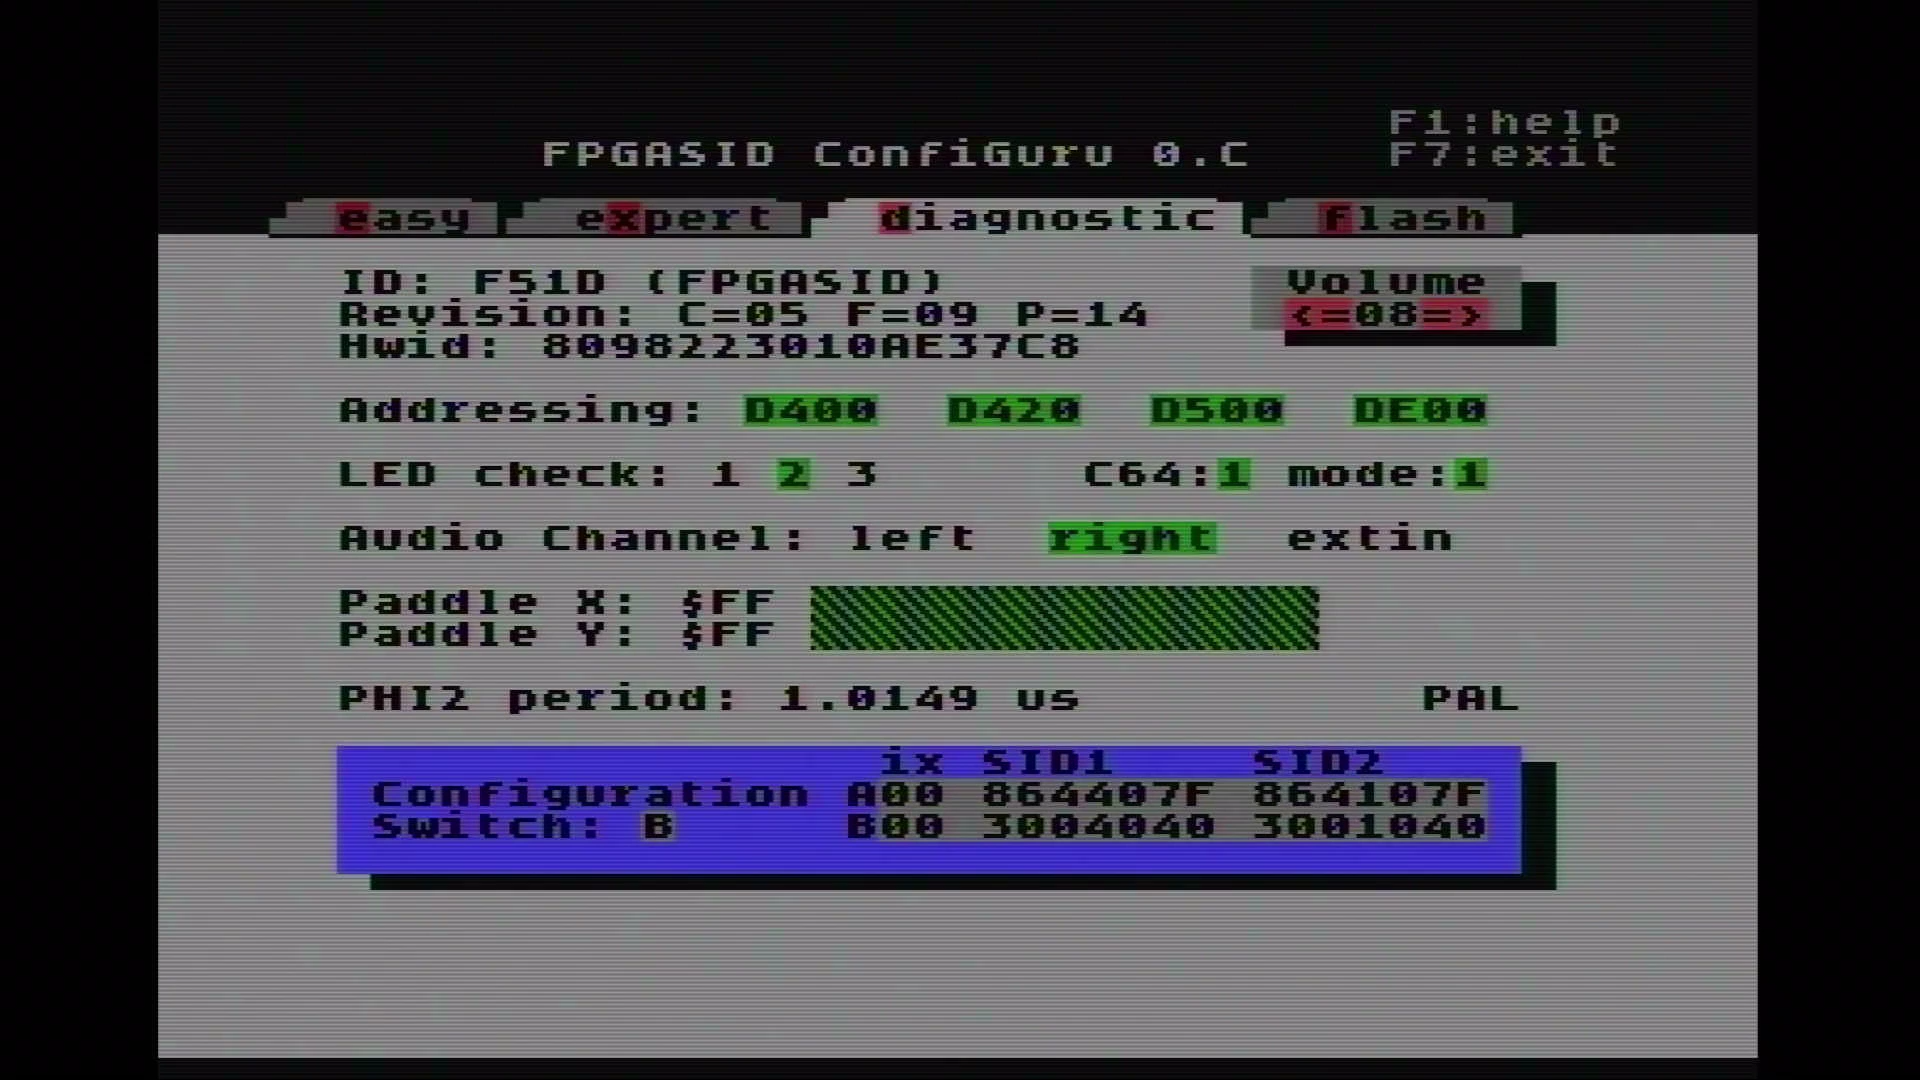 F1:help
FPGASID ConfiGuru 0.C F7:exit
easy expert diagnostic flash
ID: F51D (FPGASID) Volume
Revision: C=05 F=09 P=14 <=08=>
Hwid: 8098223010AE37C8
Addressing: D400 D420 D500 DE00
LED check: 1 2 3 C64:1 mode:1
Audio Channel: left right extin
Paddle X: $FF
Paddle Y: $FF
PHI2 period: 1.0149 us PAL
ix SID1 SID2
Configuration A00 864407F 864107F
Switch: B B00 3004040 3001040